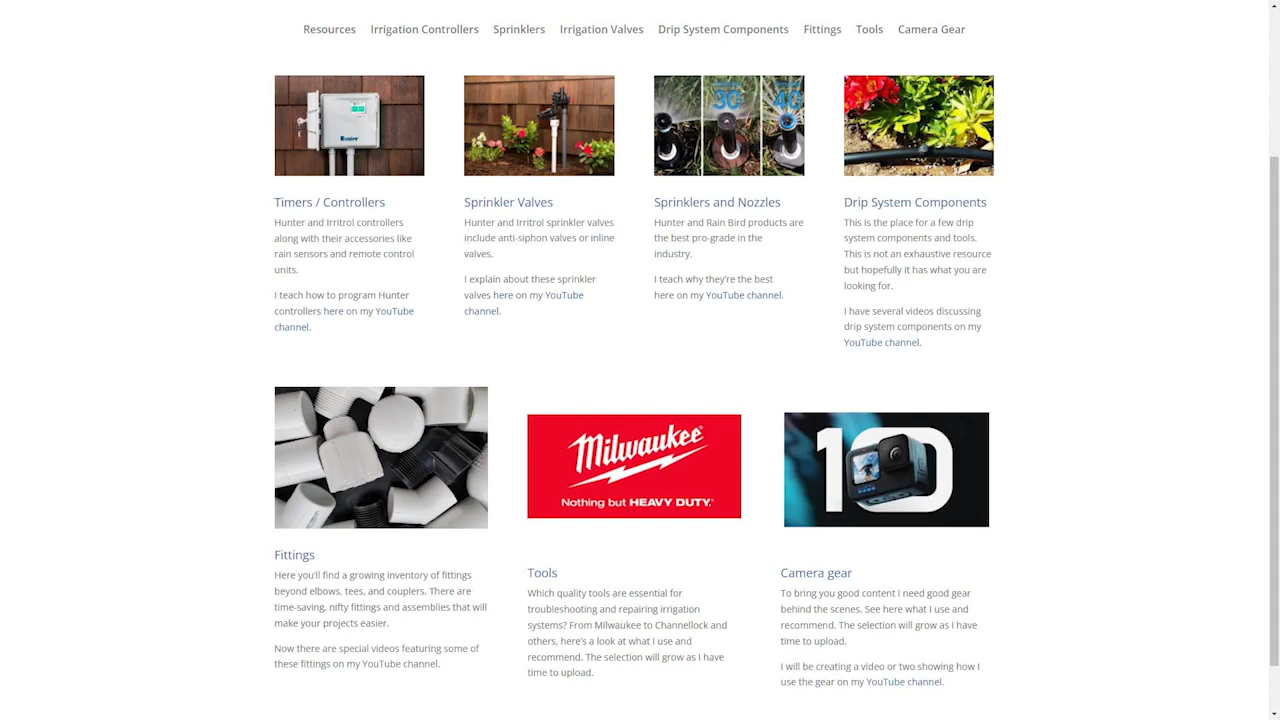 Resources Irrigation Controllers Sprinklers Irrigation Valves Drip System Components Fittings Tools Camera Gear
Hunter
30
40
Timers / Controllers
Hunter and Irritrol controllers
along with their accessories like
rain sensors and remote control
units.
I teach how to program Hunter
controllers here on my YouTube
channel.
Sprinkler Valves
Hunter and Irritrol sprinkler valves
include anti-siphon valves or inline
valves.
I explain about these sprinkler
valves here on my YouTube
channel.
Sprinklers and Nozzles
Hunter and Rain Bird products are
the best pro-grade in the
industry.
I teach why they're the best
here on my YouTube channel.
Drip System Components
This is the place for a few drip
system components and tools.
This is not an exhaustive resource
but hopefully it has what you are
looking for.
I have several videos discussing
drip system components on my
YouTube channel.
Fittings
Here you'll find a growing inventory of fittings
beyond elbows, tees, and couplers. There are
time-saving, nifty fittings and assemblies that will
make your projects easier.
Now there are special videos featuring some of
these fittings on my YouTube channel.
Milwaukee®
Nothing but HEAVY DUTY.®
Tools
Which quality tools are essential for
troubleshooting and repairing irrigation
systems? From Milwaukee to Channellock and
others, here's a look at what I use and
recommend. The selection will grow as I have
time to upload.
10
Camera gear
To bring you good content I need good gear
behind the scenes. See here what I use and
recommend. The selection will grow as I have
time to upload.
I will be creating a video or two showing how I
use the gear on my YouTube channel.